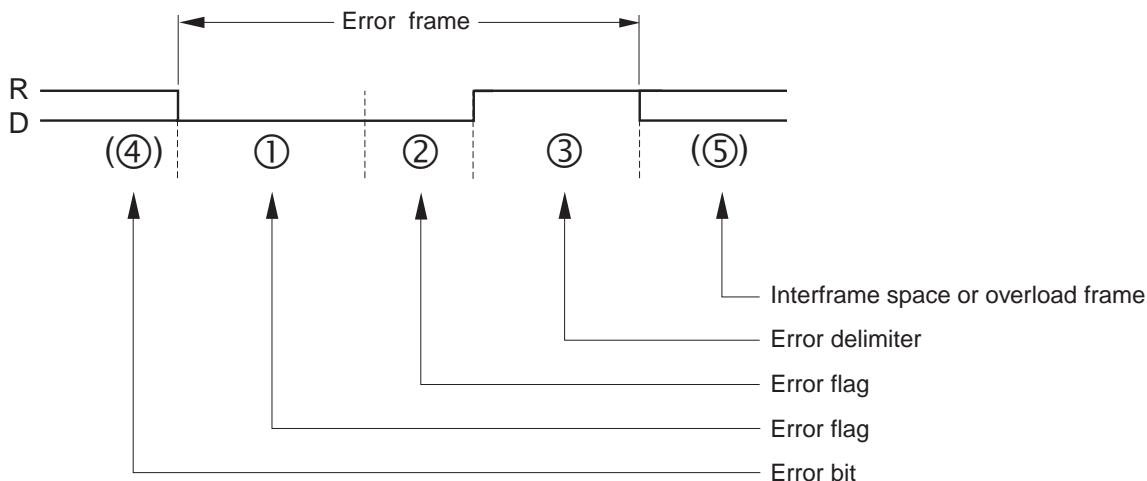 Error frame
R
D
(④) ① ② ③ (⑤)
Interframe space or overload frame
Error delimiter
Error flag
Error flag
Error bit